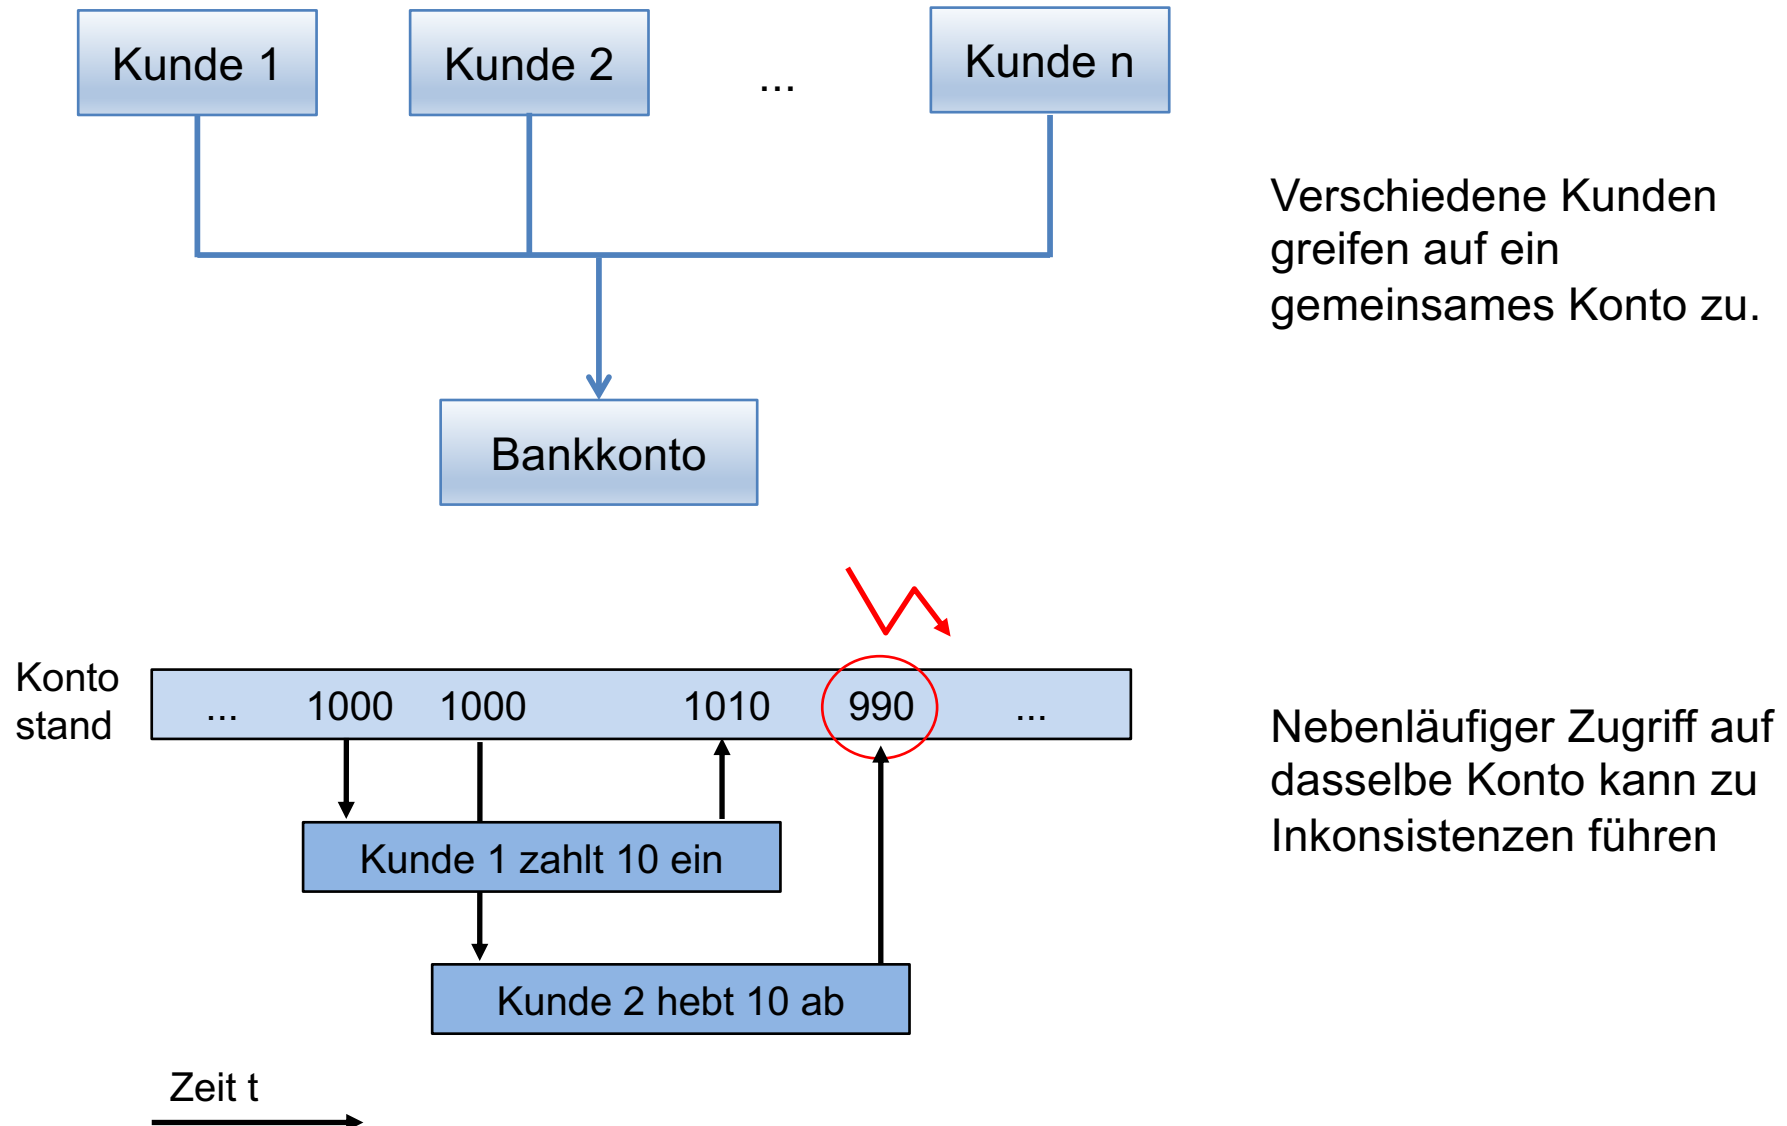 Kunde 1
Kunde 2
...
Kunde n
Verschiedene Kunden
greifen auf ein
gemeinsames Konto zu.
Bankkonto
Konto
stand
... 1000 1000 1010 990 ...
Nebenläufiger Zugriff auf
dasselbe Konto kann zu
Inkonsistenzen führen
Kunde 1 zahlt 10 ein
Kunde 2 hebt 10 ab
Zeit t